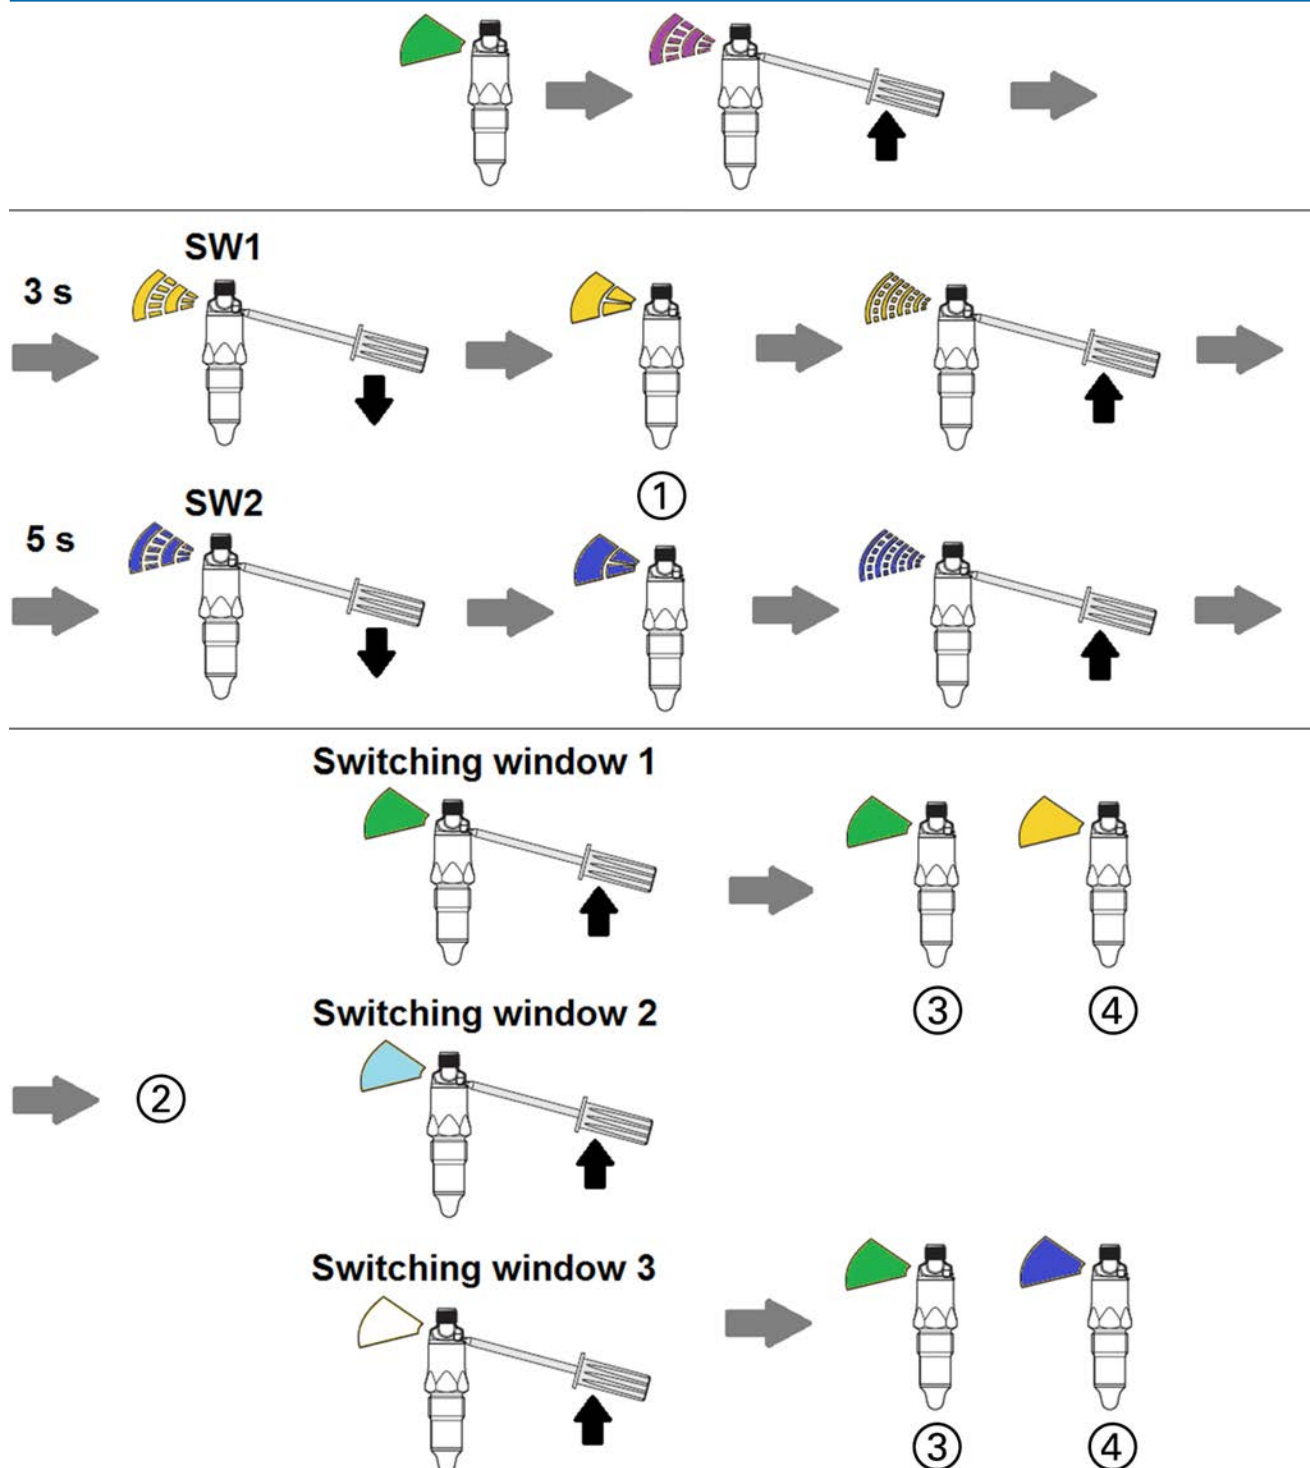 SW1
3 s
①
SW2
5 s
Switching window 1
③ ④
Switching window 2
②
Switching window 3
③ ④